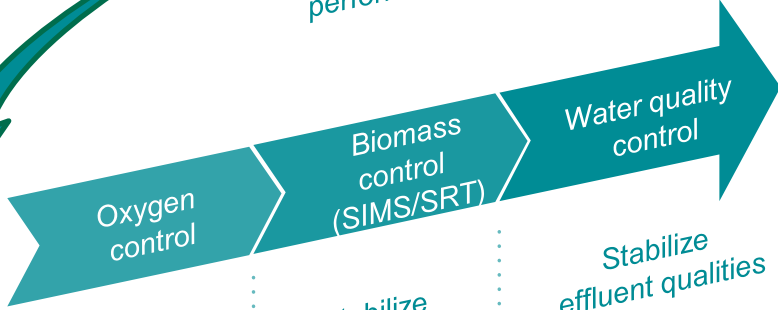 Oxygen
control
Biomass
control
(SIMS/SRT)
Water quality
control
Stabilize
effluent qualities